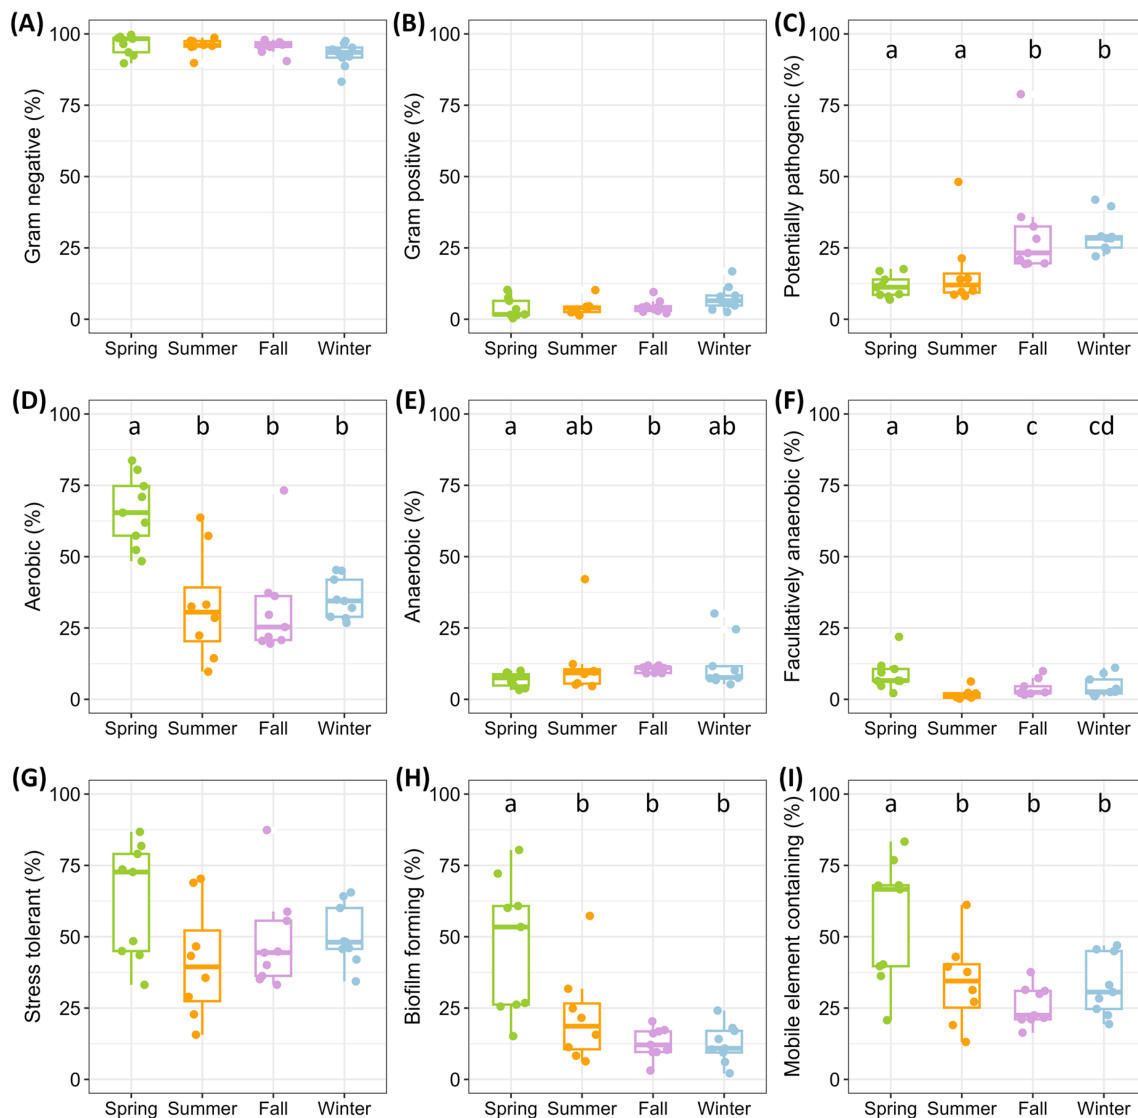 (A) (B) (C)
Gram negative (%)
100
75
50
25
0
Spring Summer Fall Winter
Gram positive (%)
100
75
50
25
0
Spring Summer Fall Winter
Potentially pathogenic (%)
100
75
50
25
0
a a b b
Spring Summer Fall Winter
(D) (E) (F)
Aerobic (%)
100
75
50
25
0
a b b b
Spring Summer Fall Winter
Anaerobic (%)
100
75
50
25
0
a ab b ab
Spring Summer Fall Winter
Facultatively anaerobic (%)
100
75
50
25
0
a b c cd
Spring Summer Fall Winter
(G) (H) (I)
Stress tolerant (%)
100
75
50
25
0
Spring Summer Fall Winter
Biofilm forming (%)
100
75
50
25
0
a b b b
Spring Summer Fall Winter
Mobile element containing (%)
100
75
50
25
0
a b b b
Spring Summer Fall Winter